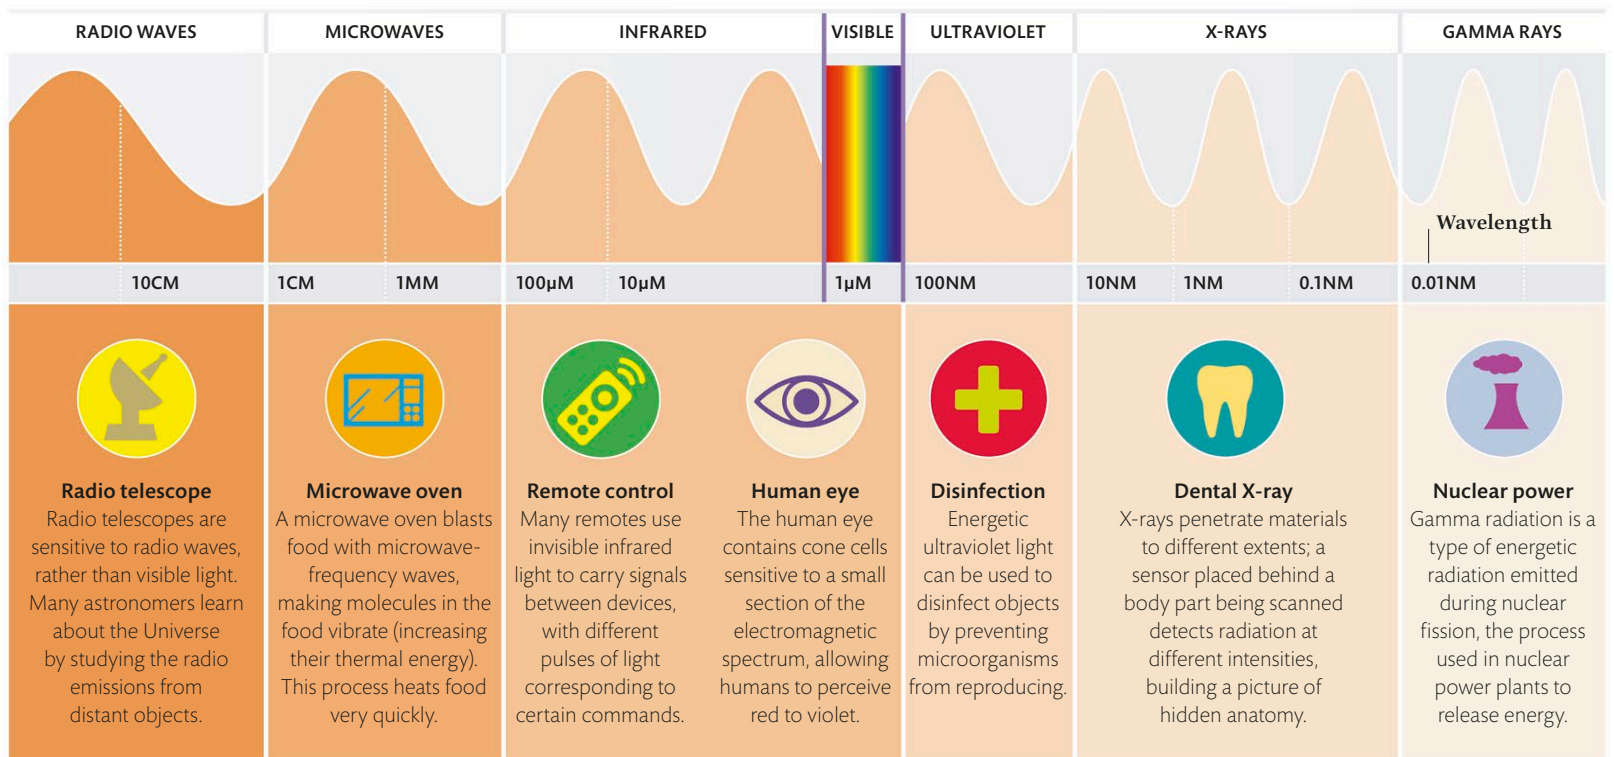 RADIO WAVES
MICROWAVES
INFRARED
VISIBLE
ULTRAVIOLET
X-RAYS
GAMMA RAYS
Wavelength
10CM
1CM
1MM
100µM
10µM
1µM
100NM
10NM
1NM
0.1NM
0.01NM
Radio telescope
Radio telescopes are
sensitive to radio waves,
rather than visible light.
Many astronomers learn
about the Universe
by studying the radio
emissions from
distant objects.
Microwave oven
A microwave oven blasts
food with microwave-
frequency waves,
making molecules in the
food vibrate (increasing
their thermal energy).
This process heats food
very quickly.
Remote control
Many remotes use
invisible infrared
light to carry signals
between devices,
with different
pulses of light
corresponding to
certain commands.
Human eye
The human eye
contains cone cells
sensitive to a small
section of the
electromagnetic
spectrum, allowing
humans to perceive
red to violet.
Disinfection
Energetic
ultraviolet light
can be used to
disinfect objects
by preventing
microorganisms
from reproducing.
Dental X-ray
X-rays penetrate materials
to different extents; a
sensor placed behind a
body part being scanned
detects radiation at
different intensities,
building a picture of
hidden anatomy.
Nuclear power
Gamma radiation is a
type of energetic
radiation emitted
during nuclear
fission, the process
used in nuclear
power plants to
release energy.